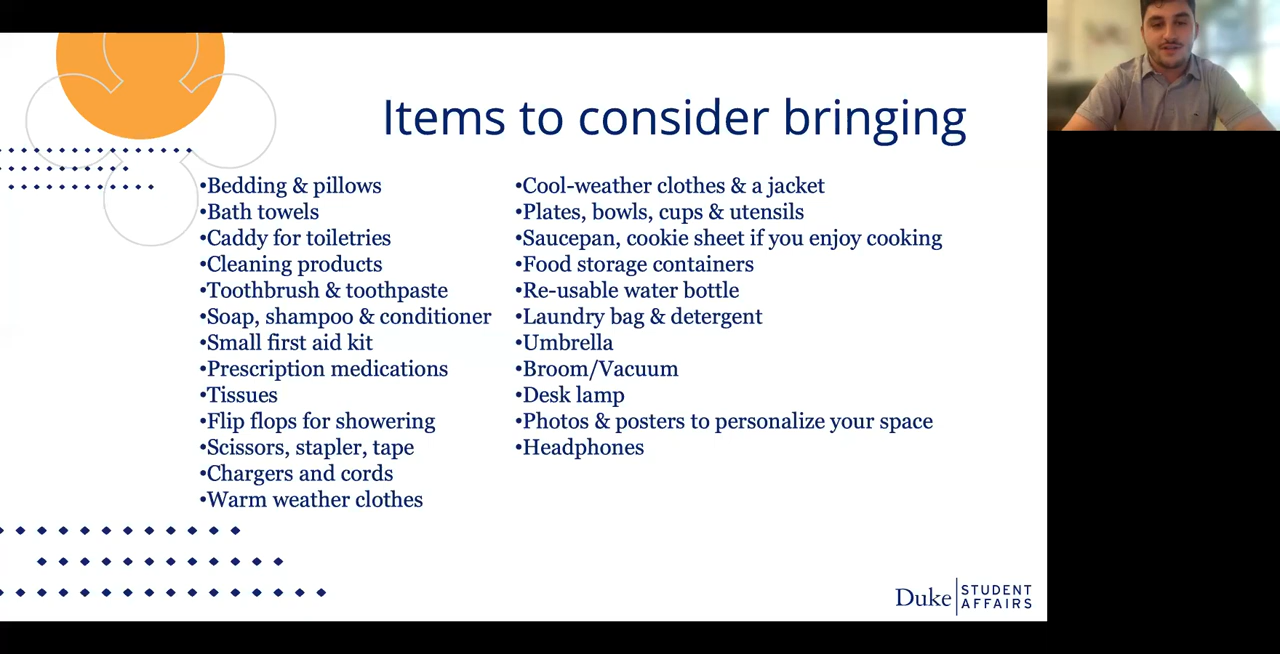 Items to consider bringing
•Bedding & pillows
•Bath towels
•Caddy for toiletries
•Cleaning products
•Toothbrush & toothpaste
•Soap, shampoo & conditioner
•Small first aid kit
•Prescription medications
•Tissues
•Flip flops for showering
•Scissors, stapler, tape
•Chargers and cords
•Warm weather clothes
•Cool-weather clothes & a jacket
•Plates, bowls, cups & utensils
•Saucepan, cookie sheet if you enjoy cooking
•Food storage containers
•Re-usable water bottle
•Laundry bag & detergent
•Umbrella
•Broom/Vacuum
•Desk lamp
•Photos & posters to personalize your space
•Headphones
Duke
STUDENT
AFFAIRS